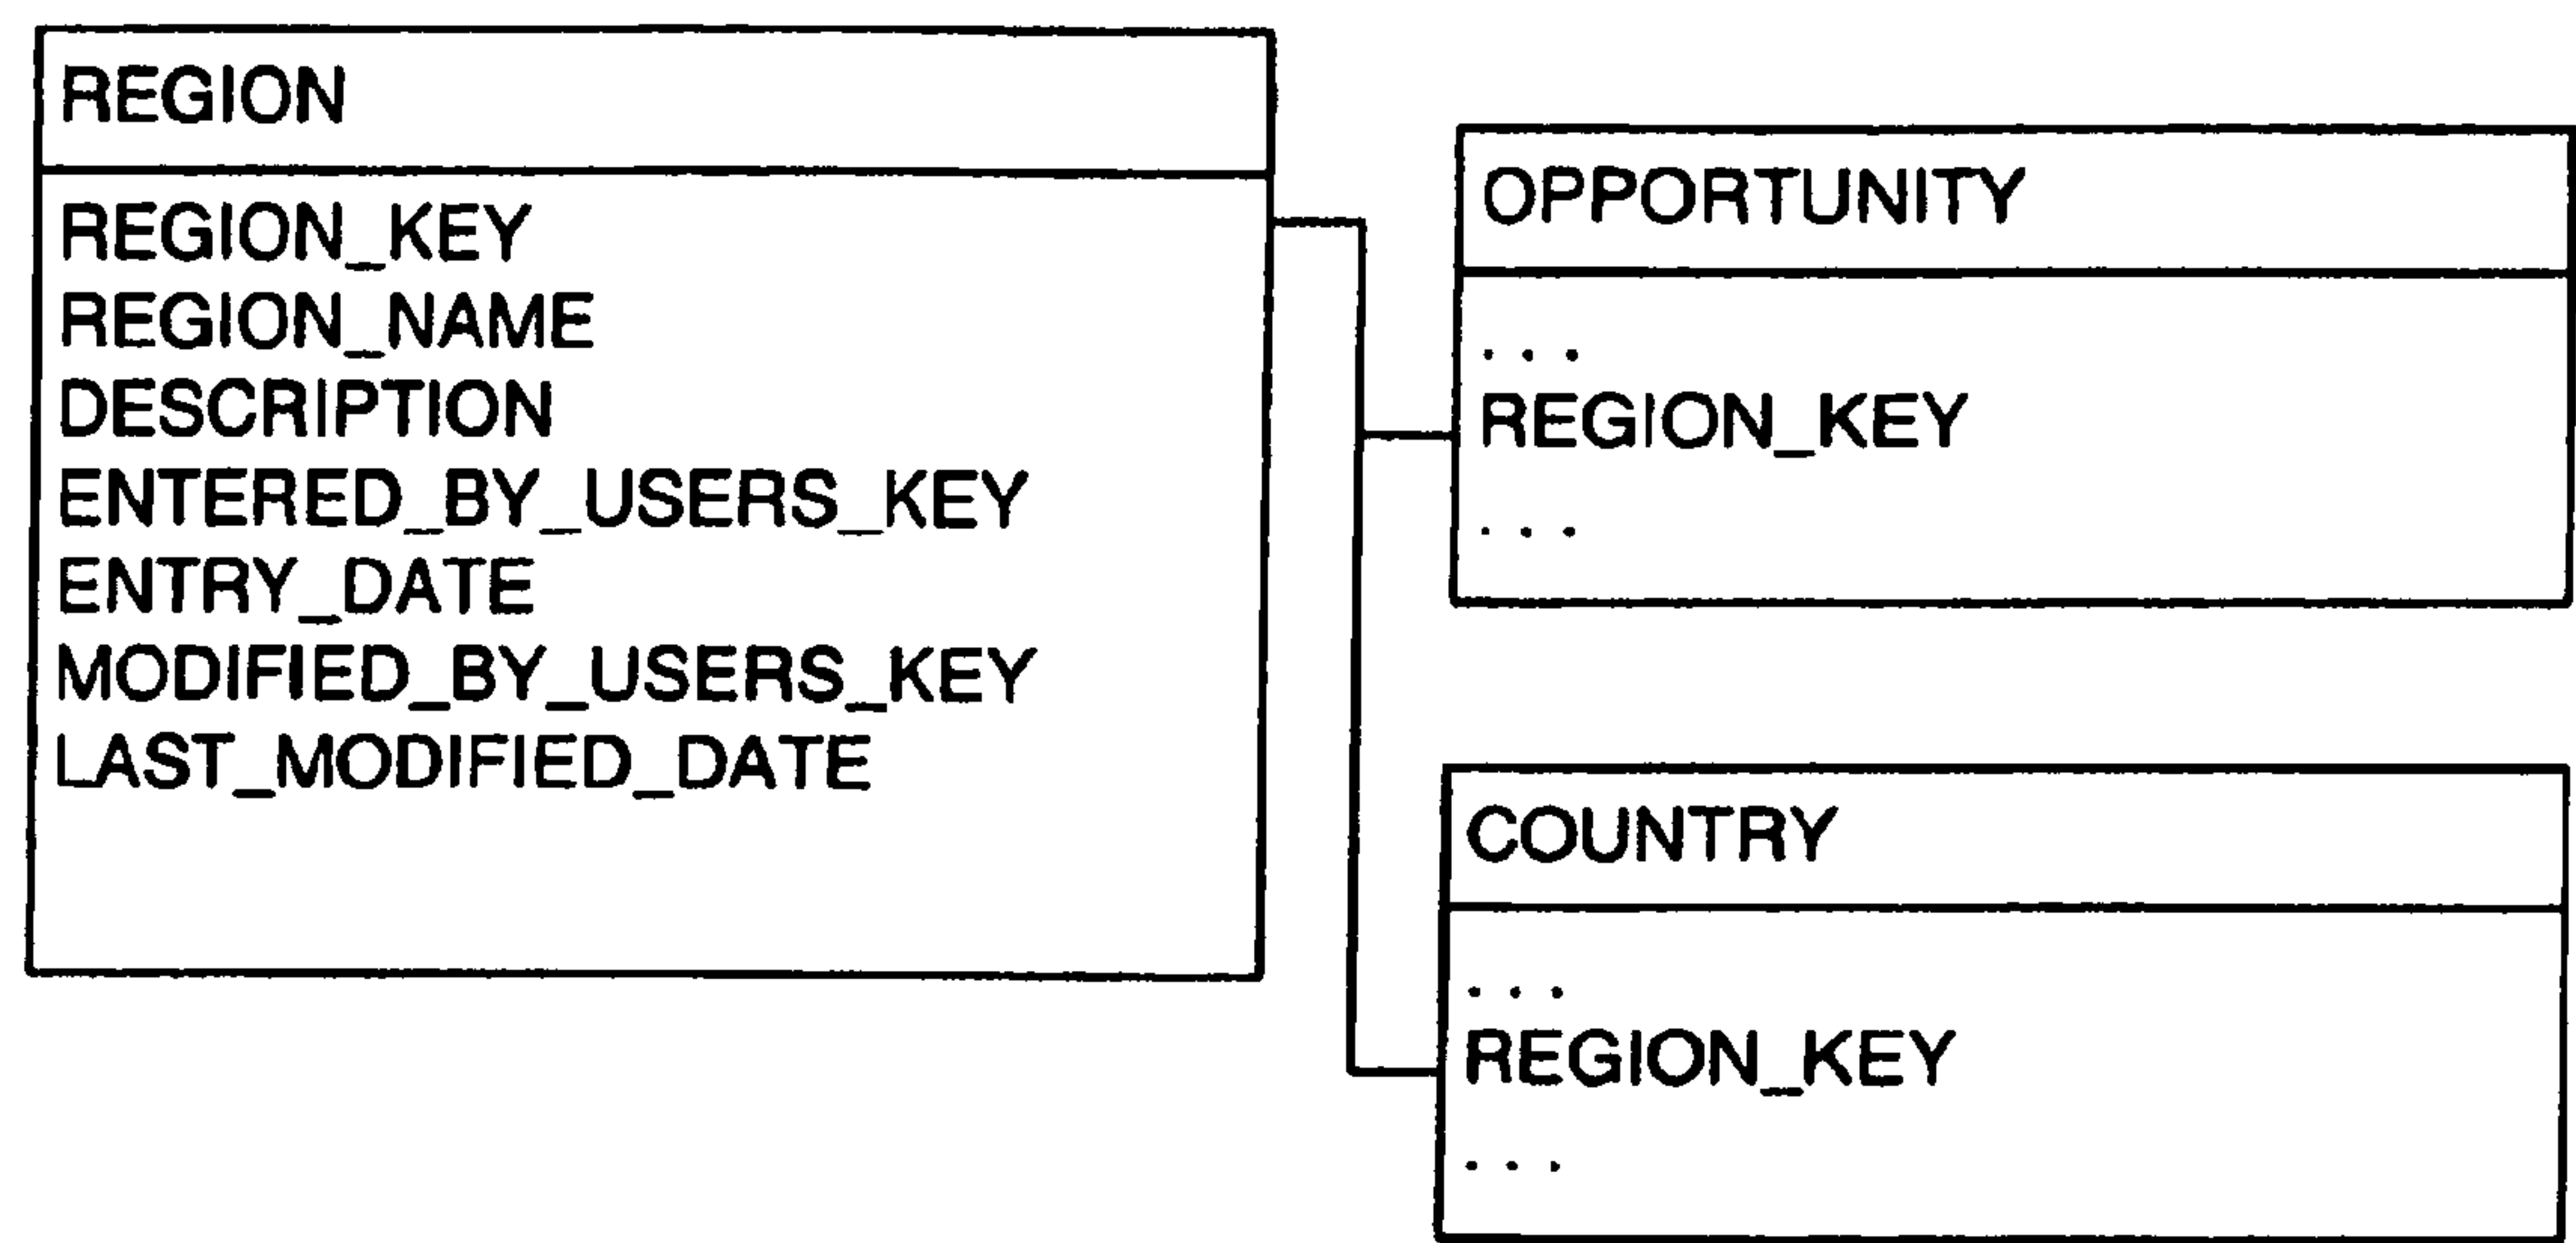 REGION
REGION_KEY
REGION_NAME
DESCRIPTION
ENTERED_BY_USERS_KEY
ENTRY_DATE
MODIFIED_BY_USERS_KEY
LAST_MODIFIED_DATE
OPPORTUNITY
. . .
REGION_KEY
. . .
COUNTRY
. . .
REGION_KEY
. . .